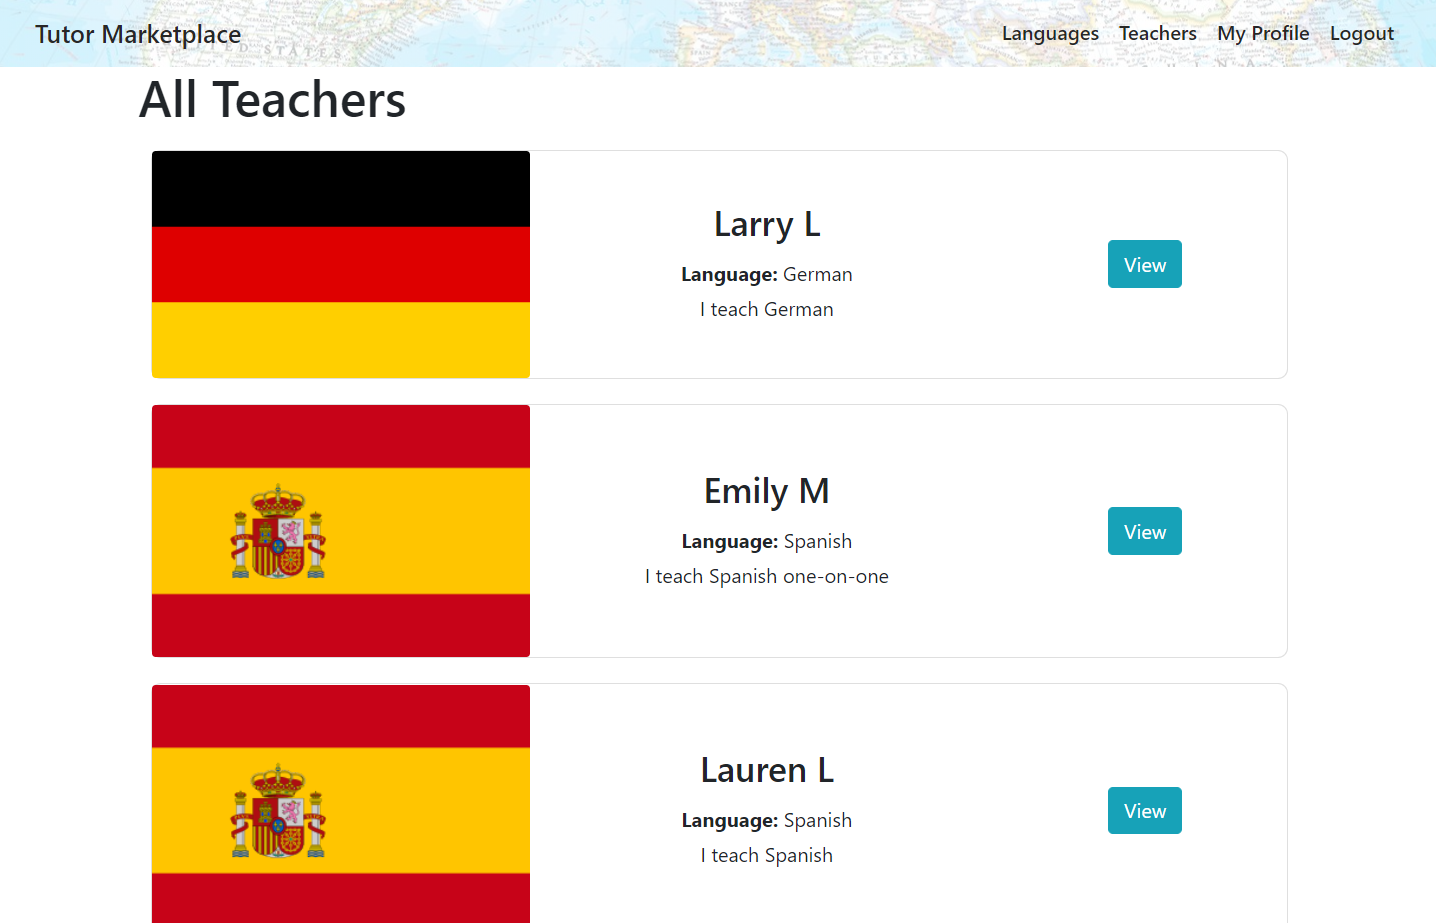 Tutor Marketplace
Languages Teachers My Profile Logout
All Teachers
Larry L
Language: German
I teach German
View
Emily M
Language: Spanish
I teach Spanish one-on-one
View
Lauren L
Language: Spanish
I teach Spanish
View